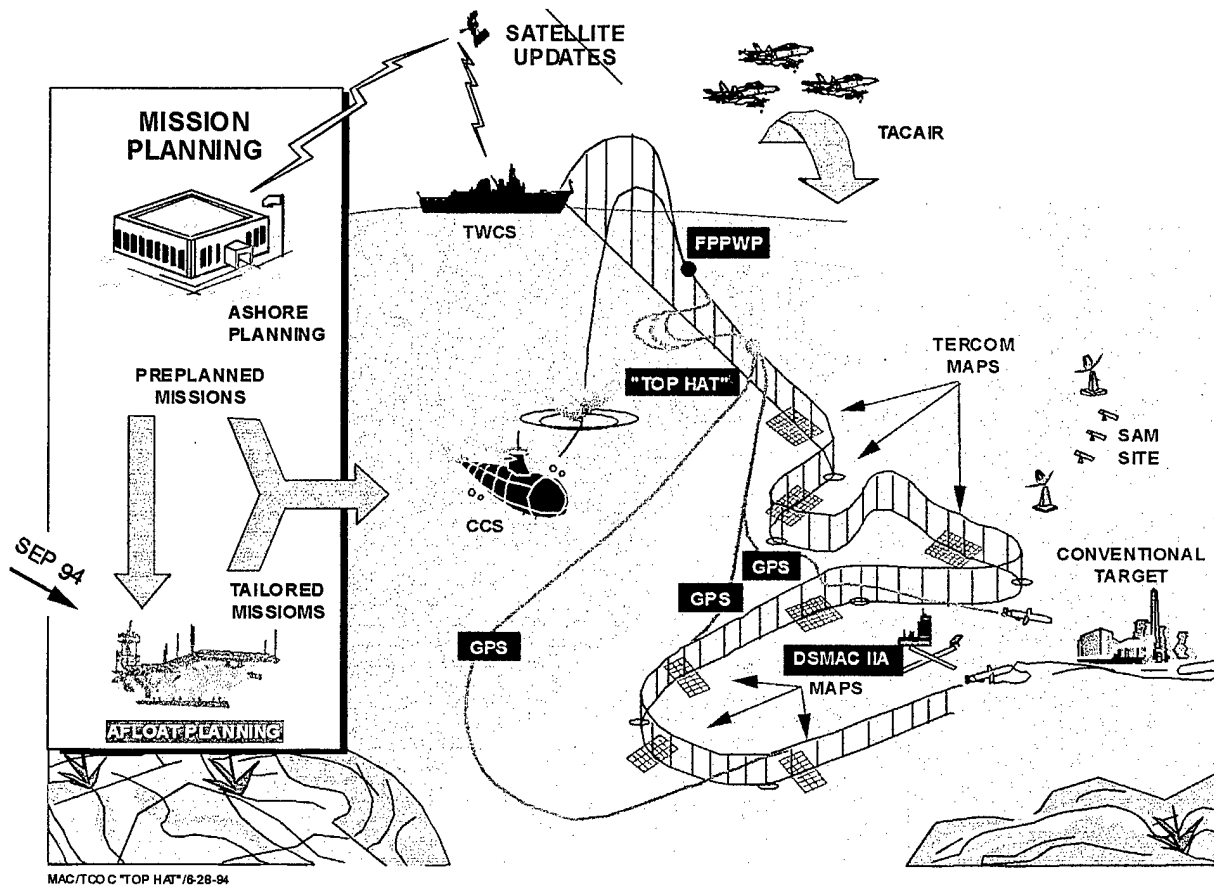 SATELLITE
UPDATES
MISSION
PLANNING
TACAIR
TWCS
FPPWP
ASHORE
PLANNING
TERCOM
MAPS
PREPLANNED
MISSIONS
"TOP HAT"
SAM
SITE
CCS
SEP 94
TAILORED
MISSIOMS
GPS
GPS
GPS
CONVENTIONAL
TARGET
DSMAC IIA
MAPS
AFLOAT PLANNING
MAC/TCOC "TOP HAT"/6-28-94